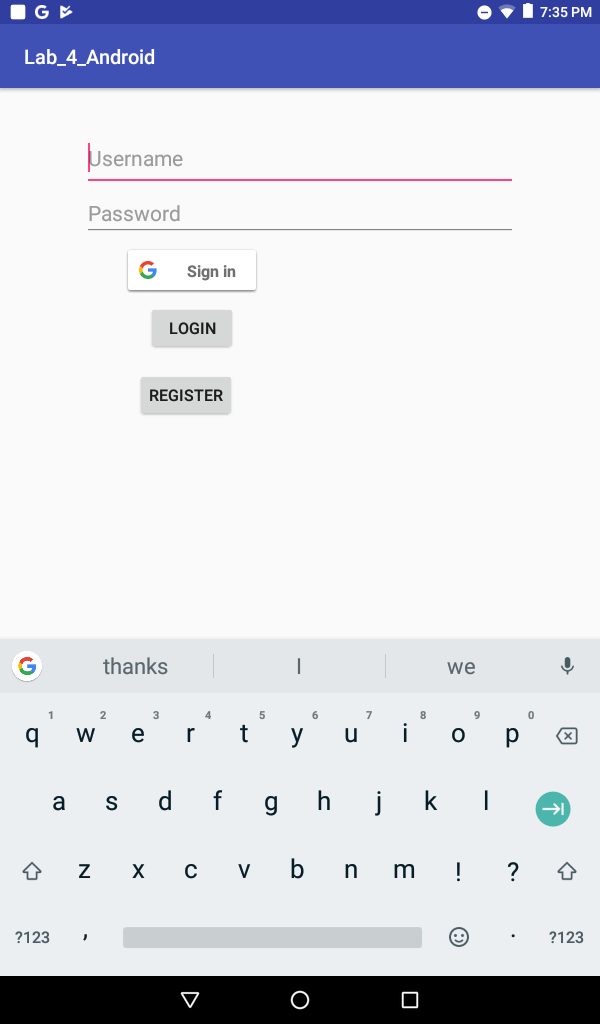 7:35 PM
Lab_4_Android
Username
Password
G Sign in
LOGIN
REGISTER
G thanks I we
q 1 w 2 e 3 r 4 t 5 y 6 u 7 i 8 o 9 p 0
a s d f g h j k l
z x c v b n m ! ?
?123 , . ?123